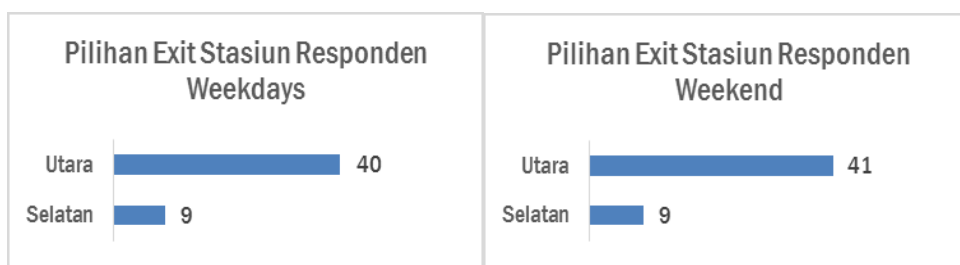 Pilihan Exit Stasiun Responden
Weekdays
Utara 40
Selatan 9
Pilihan Exit Stasiun Responden
Weekend
Utara 41
Selatan 9